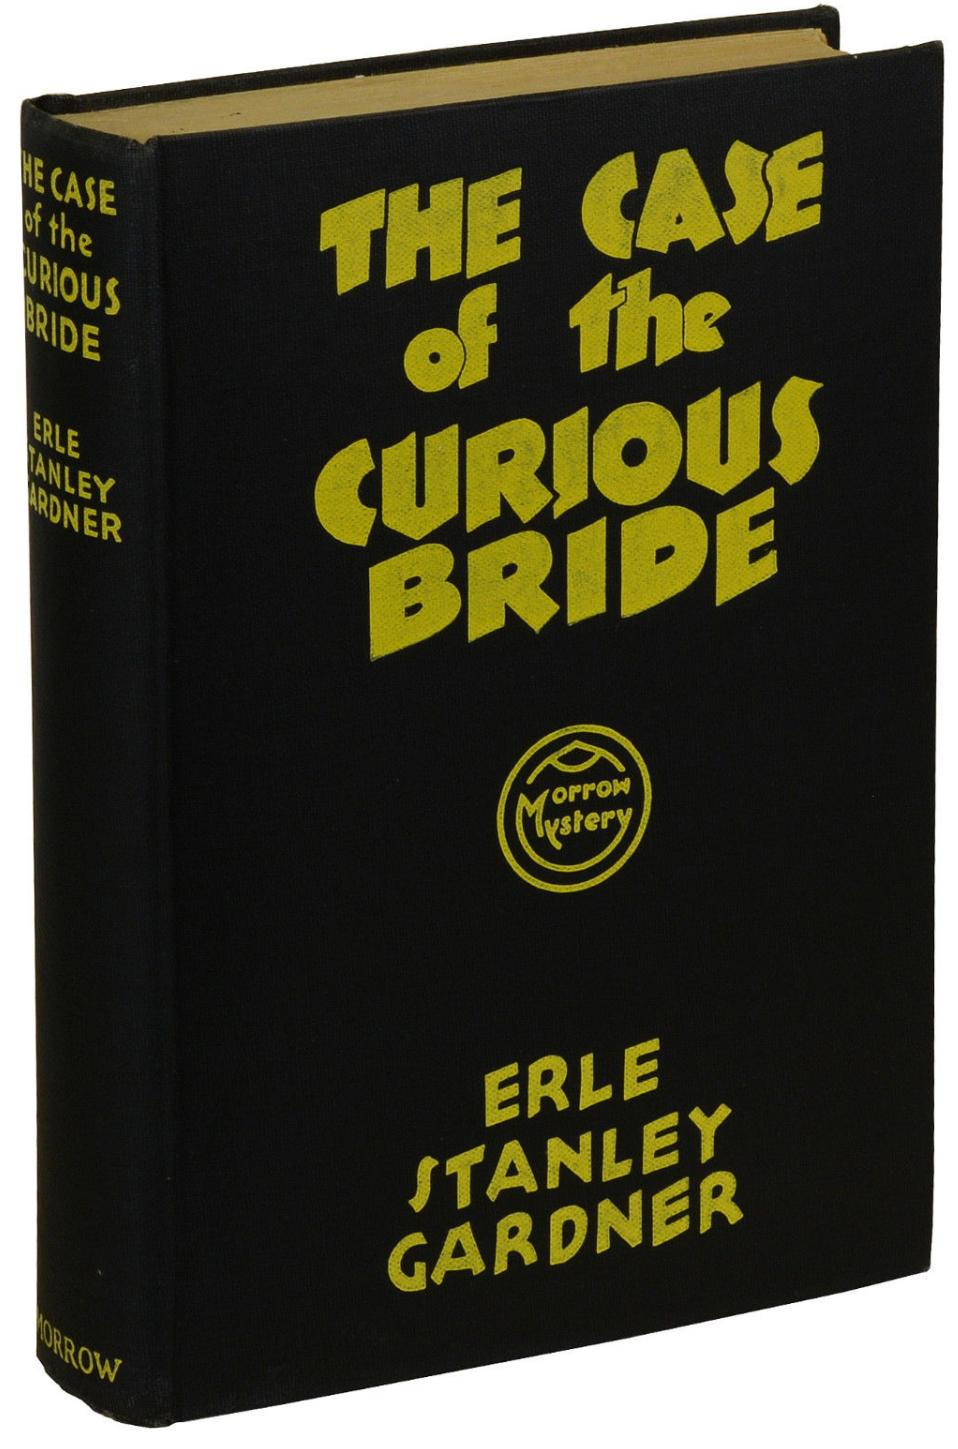 THE CASE
of the
CURIOUS
BRIDE
ERLE
STANLEY
GARDNER
MORROW
THE CASE
of the
CURIOUS
BRIDE
Morrow
Mystery
ERLE
STANLEY
GARDNER